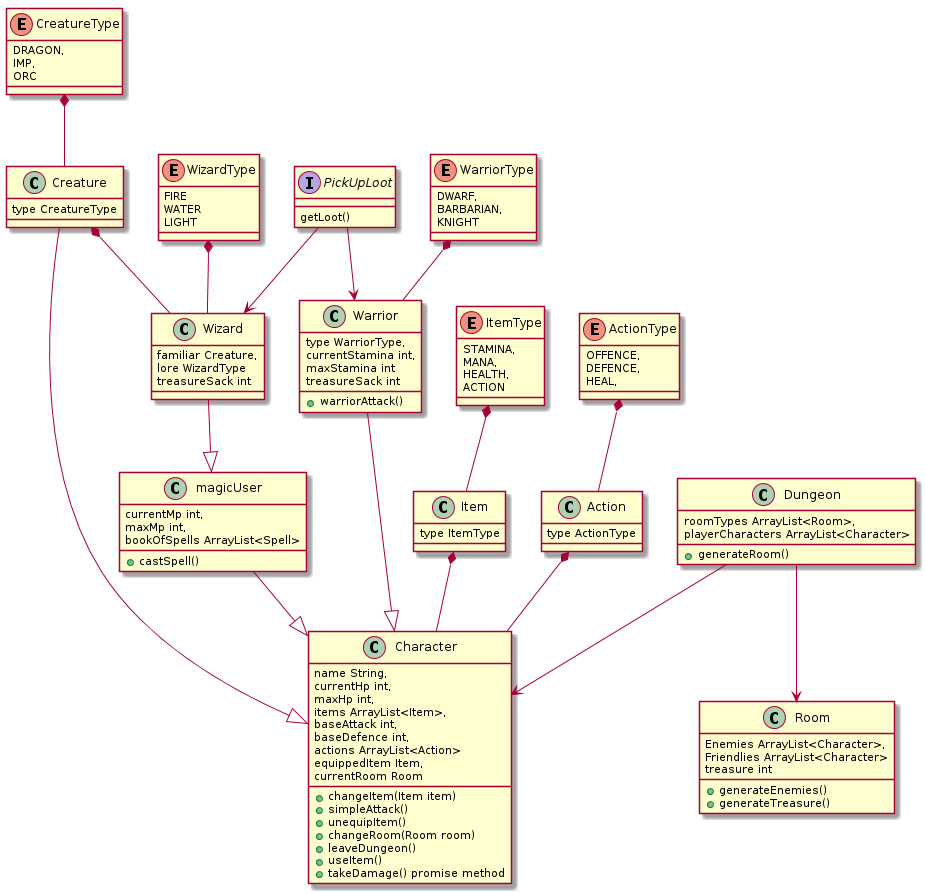 E CreatureType
DRAGON,
IMP,
ORC
C Creature
type CreatureType
E WizardType
FIRE
WATER
LIGHT
I PickUpLoot
getLoot()
E WarriorType
DWARF,
BARBARIAN,
KNIGHT
C Wizard
familiar Creature,
lore WizardType
treasureSack int
C Warrior
type WarriorType,
currentStamina int,
maxStamina int
treasureSack int
warriorAttack()
E ItemType
STAMINA,
MANA,
HEALTH,
ACTION
E ActionType
OFFENCE,
DEFENCE,
HEAL,
C magicUser
currentMp int,
maxMp int,
bookOfSpells ArrayList<Spell>
castSpell()
C Item
type ItemType
C Action
type ActionType
C Dungeon
roomTypes ArrayList<Room>,
playerCharacters ArrayList<Character>
generateRoom()
C Character
name String,
currentHp int,
maxHp int,
items ArrayList<Item>,
baseAttack int,
baseDefence int,
actions ArrayList<Action>
equippedItem Item,
currentRoom Room
changeItem(Item item)
simpleAttack()
unequipItem()
changeRoom(Room room)
leaveDungeon()
useItem()
takeDamage() promise method
C Room
Enemies ArrayList<Character>,
Friendlies ArrayList<Character>
treasure int
generateEnemies()
generateTreasure()